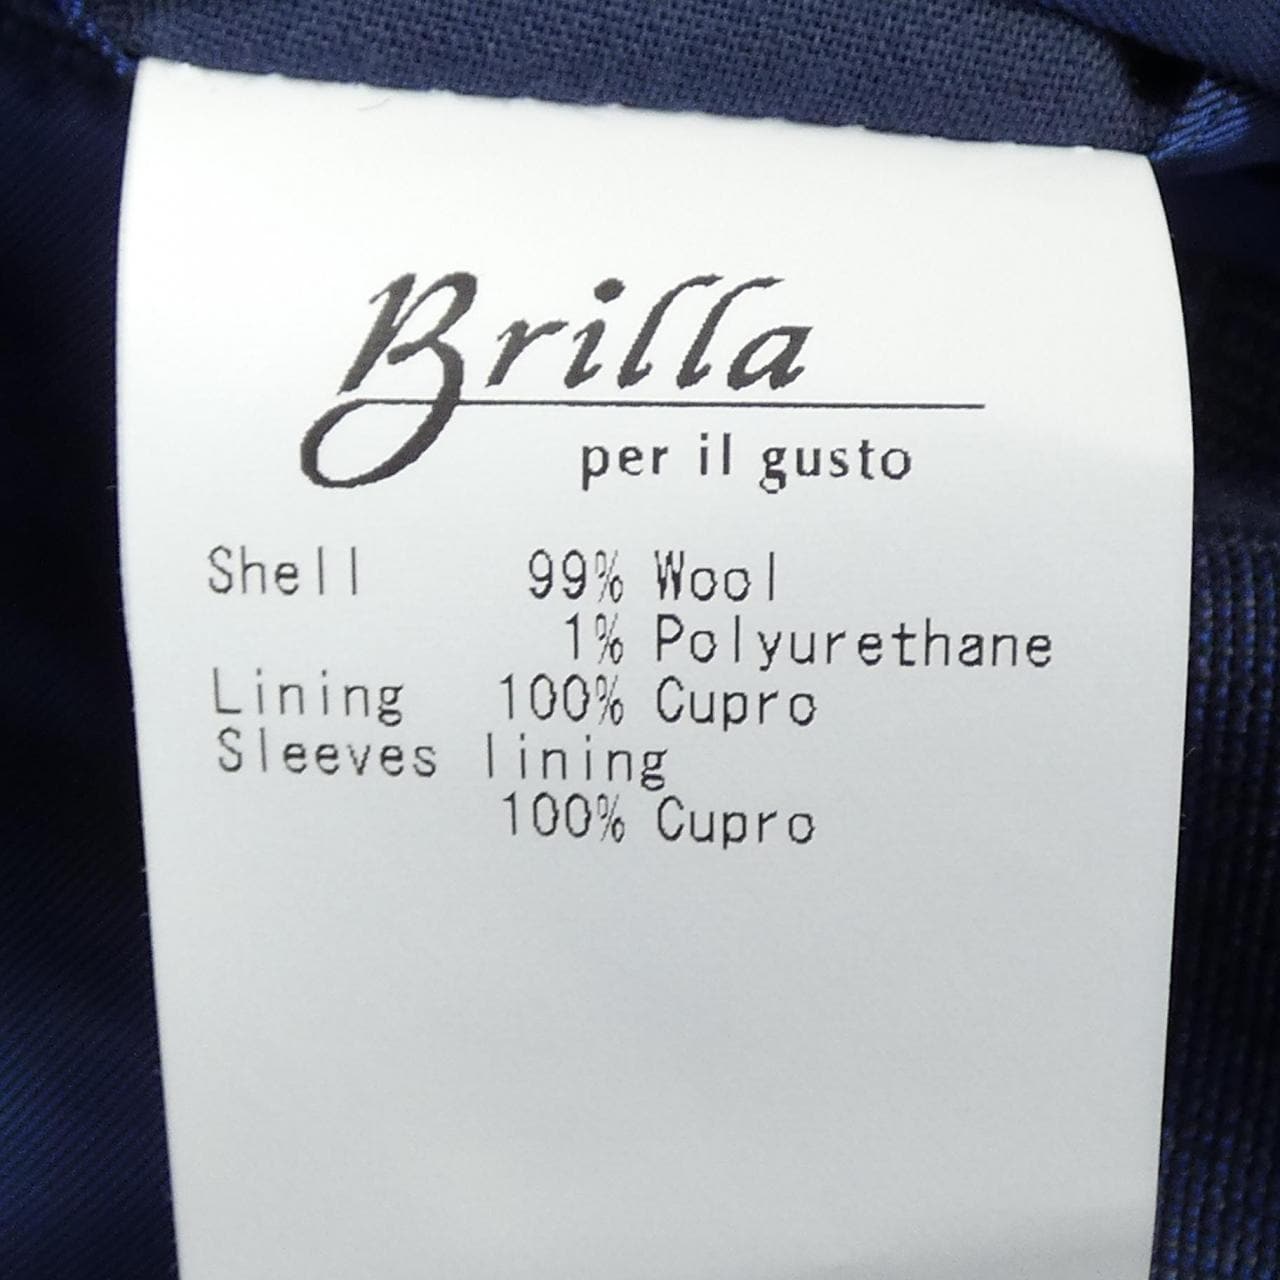 Brilla
per il gusto
Shell 99% Wool
1% Polyurethane
Lining 100% Cupro
Sleeves lining
100% Cupro